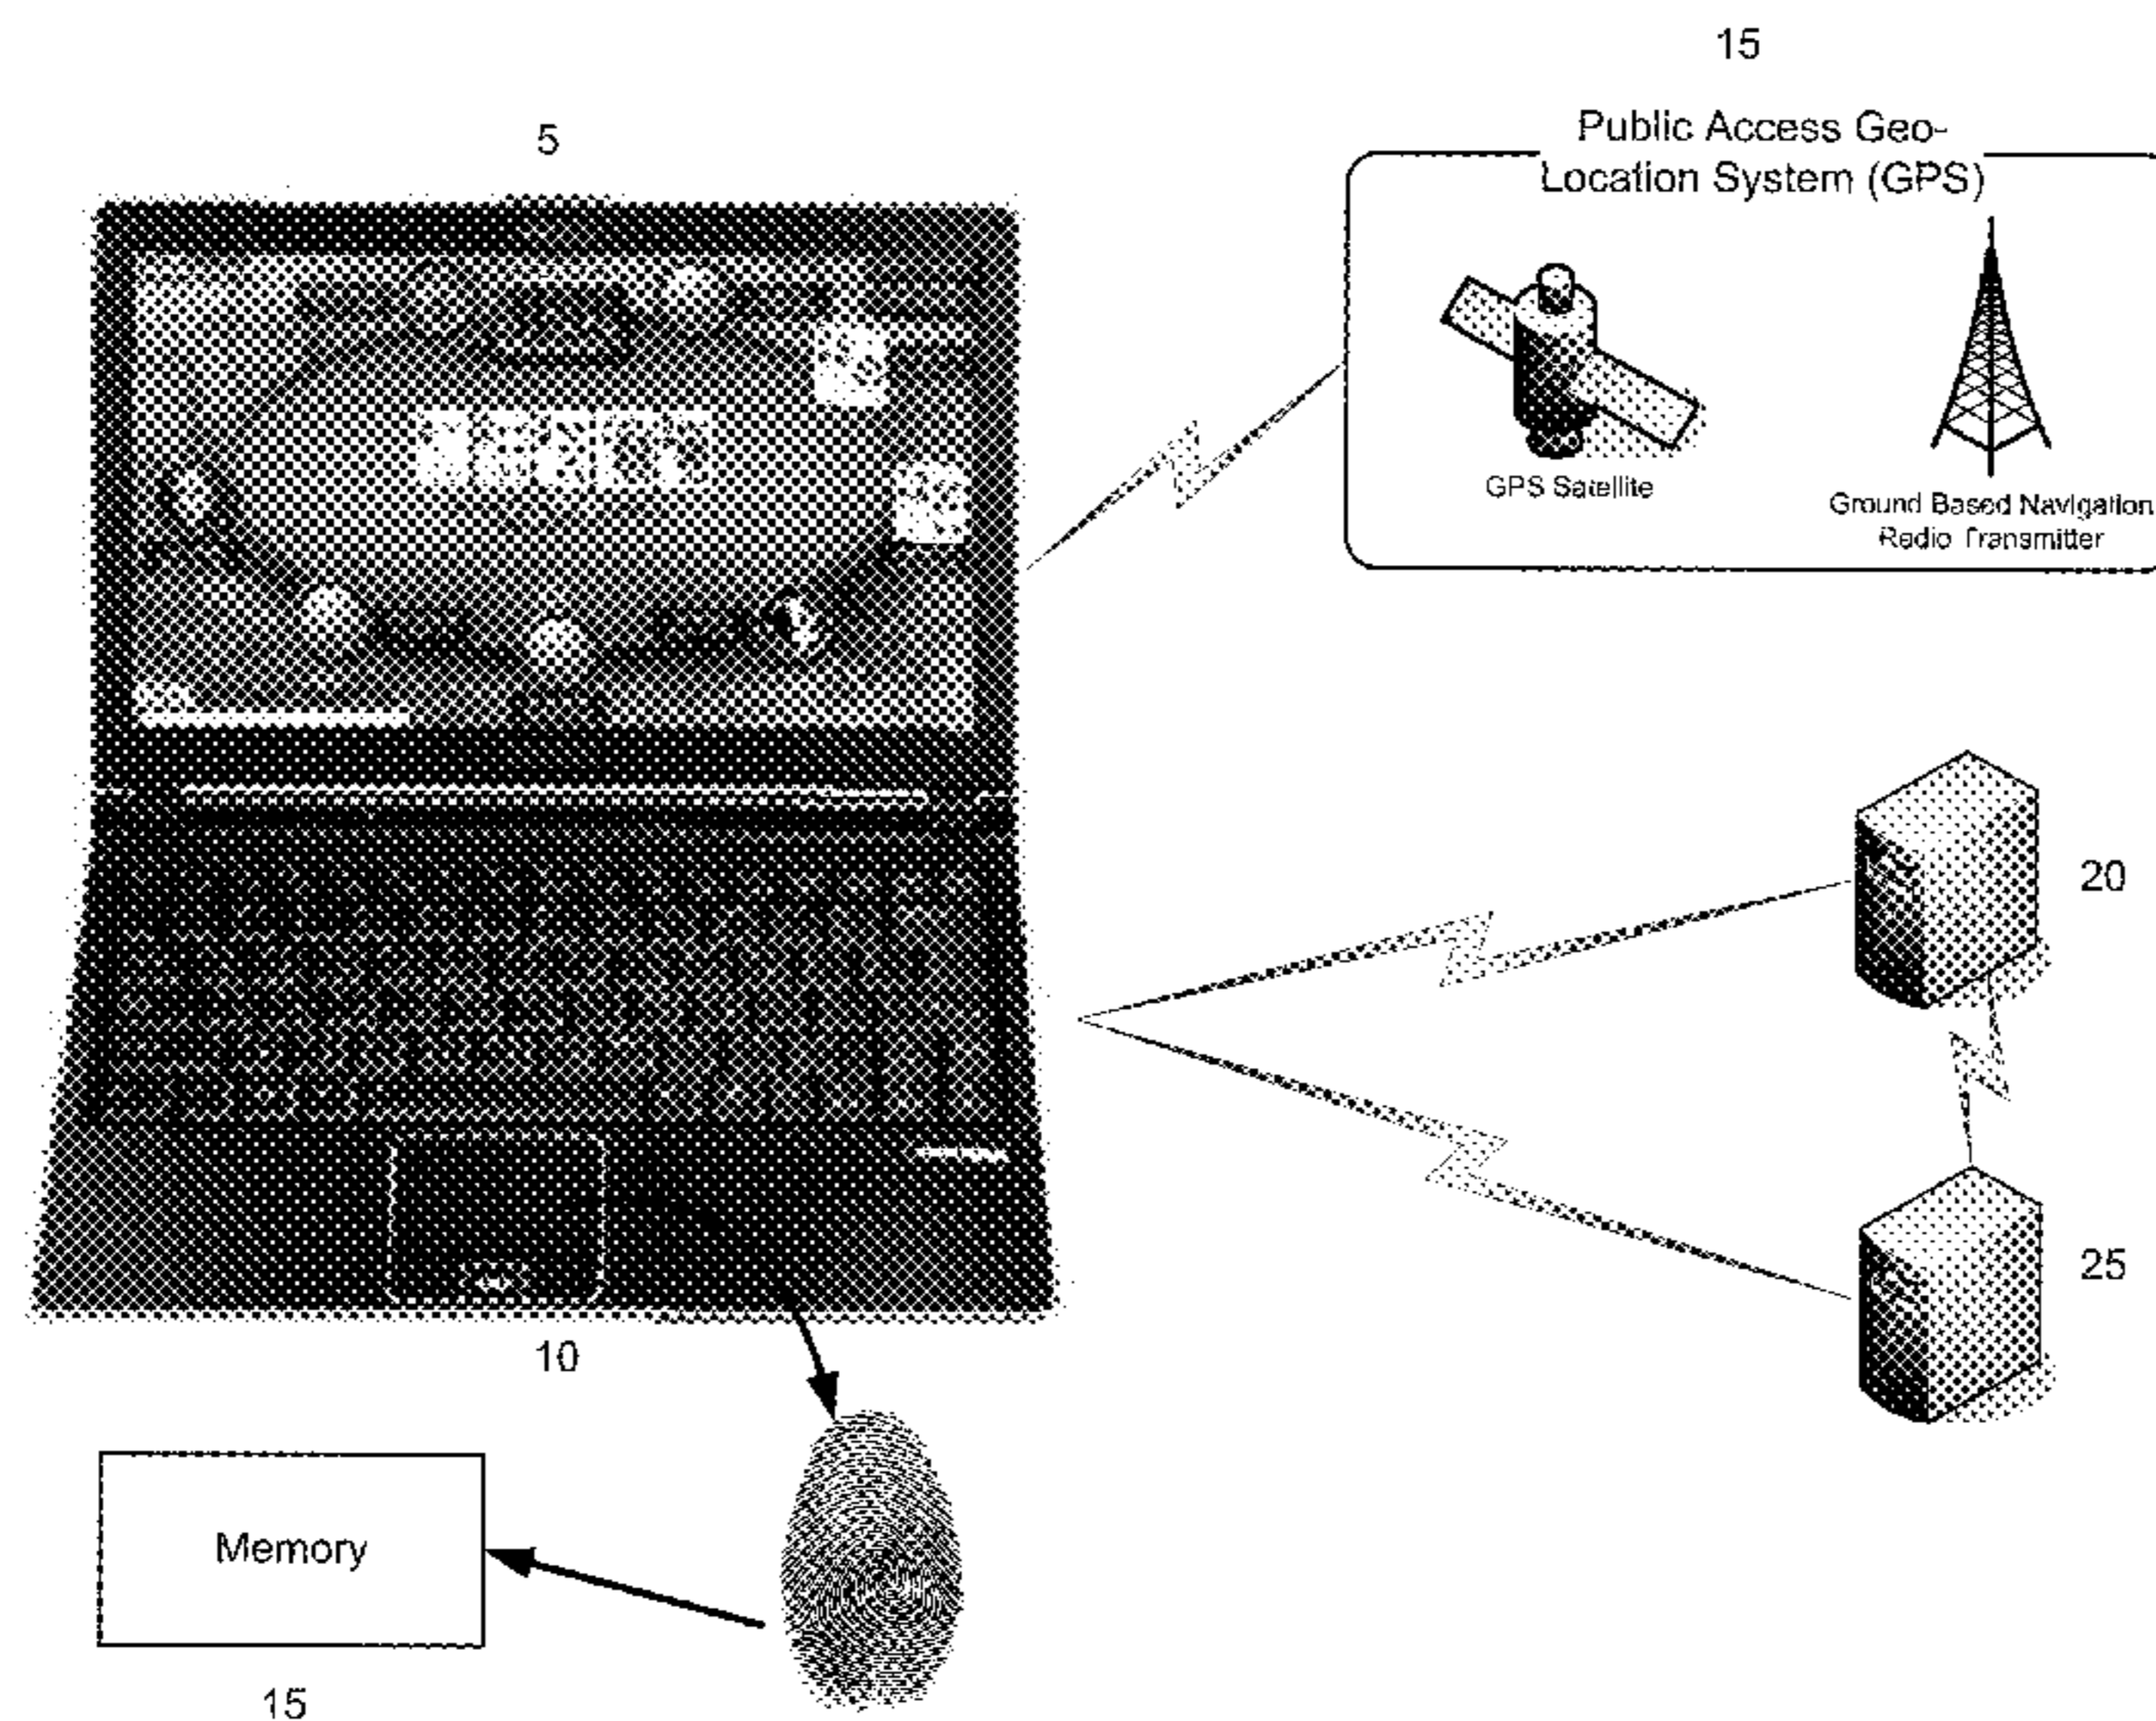 15
Public Access Geo-
Location System (GPS)
5
GPS Satellite
Ground Based Navigation
Radio Transmitter
20
25
10
Memory
15